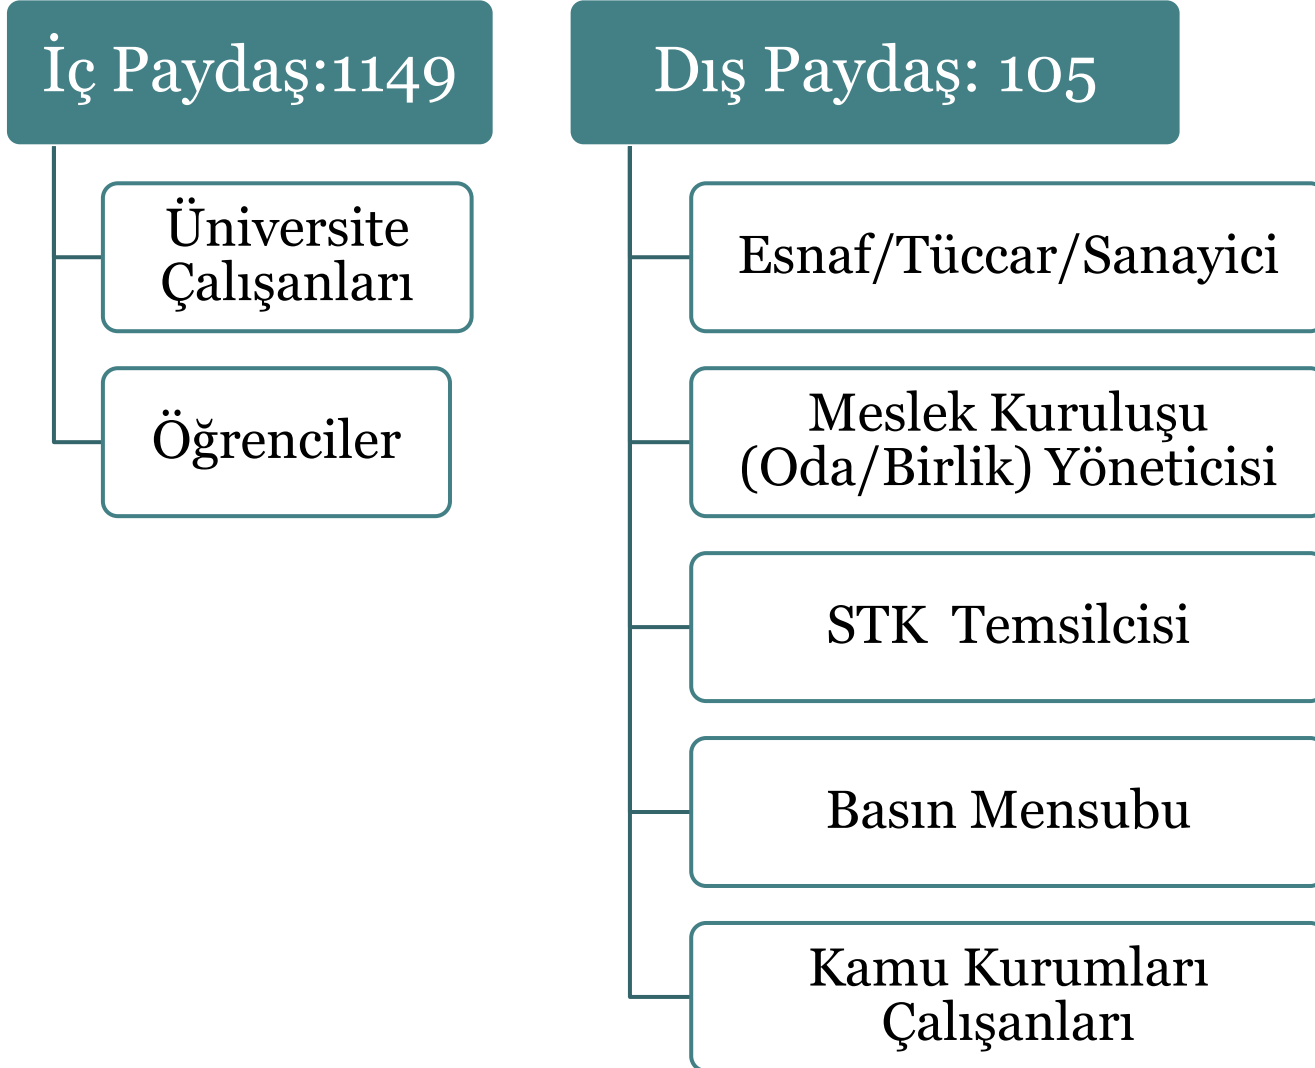 İç Paydaş:1149
Üniversite
Çalışanları
Öğrenciler
Dış Paydaş: 105
Esnaf/Tüccar/Sanayici
Meslek Kuruluşu
(Oda/Birlik) Yöneticisi
STK  Temsilcisi
Basın Mensubu
Kamu Kurumları
Çalışanları